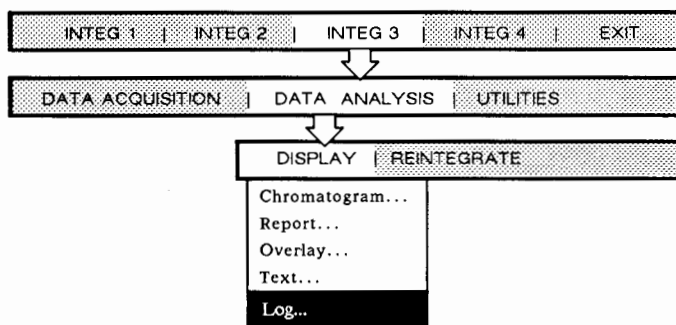 INTEG 1 | INTEG 2 | INTEG 3 | INTEG 4 | EXIT
DATA ACQUISITION | DATA ANALYSIS | UTILITIES
DISPLAY | REINTEGRATE
Chromatogram...
Report...
Overlay...
Text...
Log...